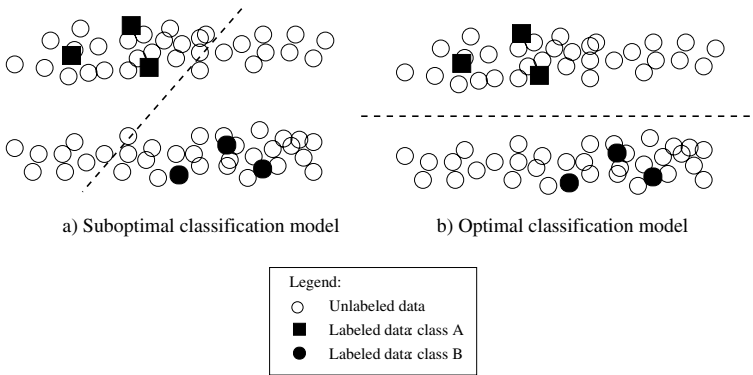 a) Suboptimal classification model
b) Optimal classification model
Legend:
Unlabeled data
Labeled data: class A
Labeled data: class B